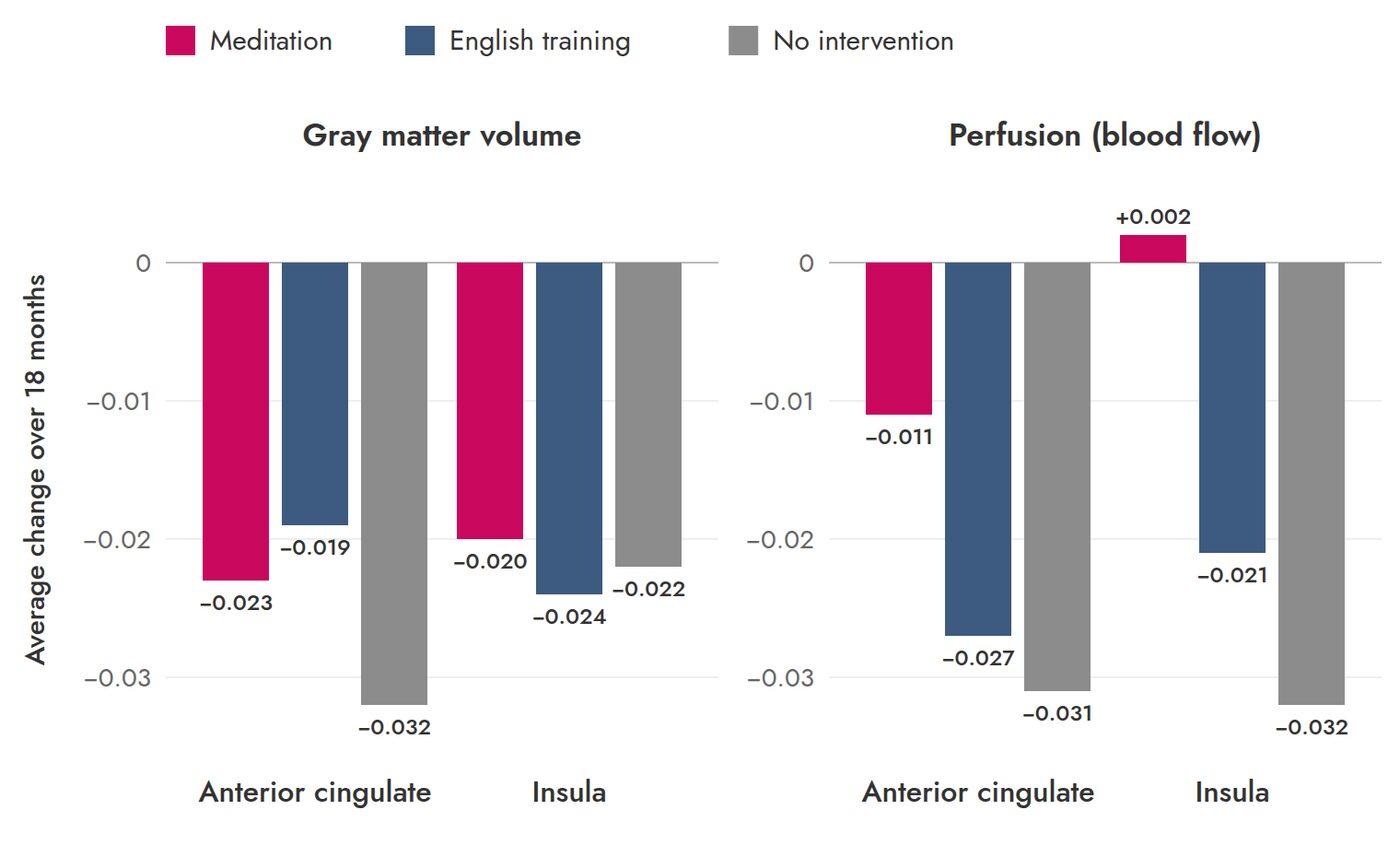 Meditation
English training
No intervention
Gray matter volume
Perfusion (blood flow)
Average change over 18 months
0
−0.01
−0.02
−0.03
−0.023
−0.019
−0.032
−0.020
−0.024
−0.022
Anterior cingulate
Insula
0
−0.01
−0.02
−0.03
−0.011
−0.027
−0.031
+0.002
−0.021
−0.032
Anterior cingulate
Insula